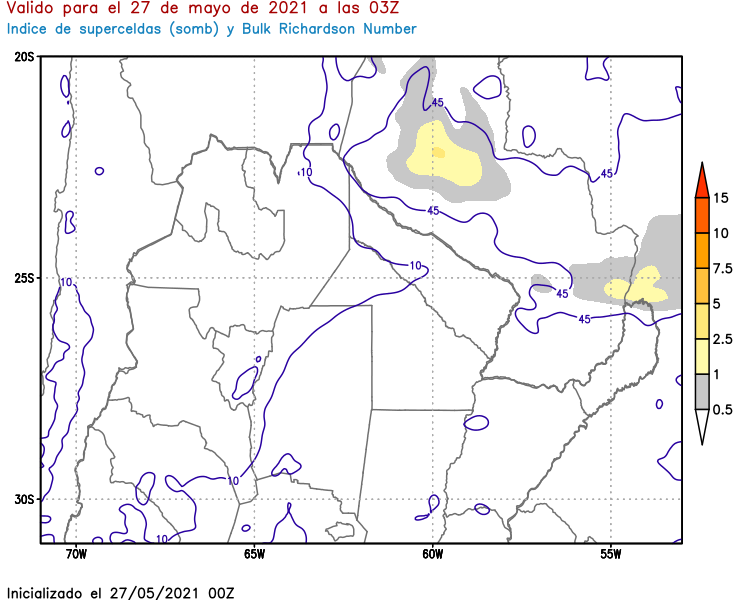 Valido para el 27 de mayo de 2021 a las 03Z
Indice de superceldas (somb) y Bulk Richardson Number
20S
45
45
10
45
15
10
7.5
5
2.5
1
0.5
25S
10
10
45
45
10
30S
10
70W
65W
60W
55W
Inicializado el 27/05/2021 00Z